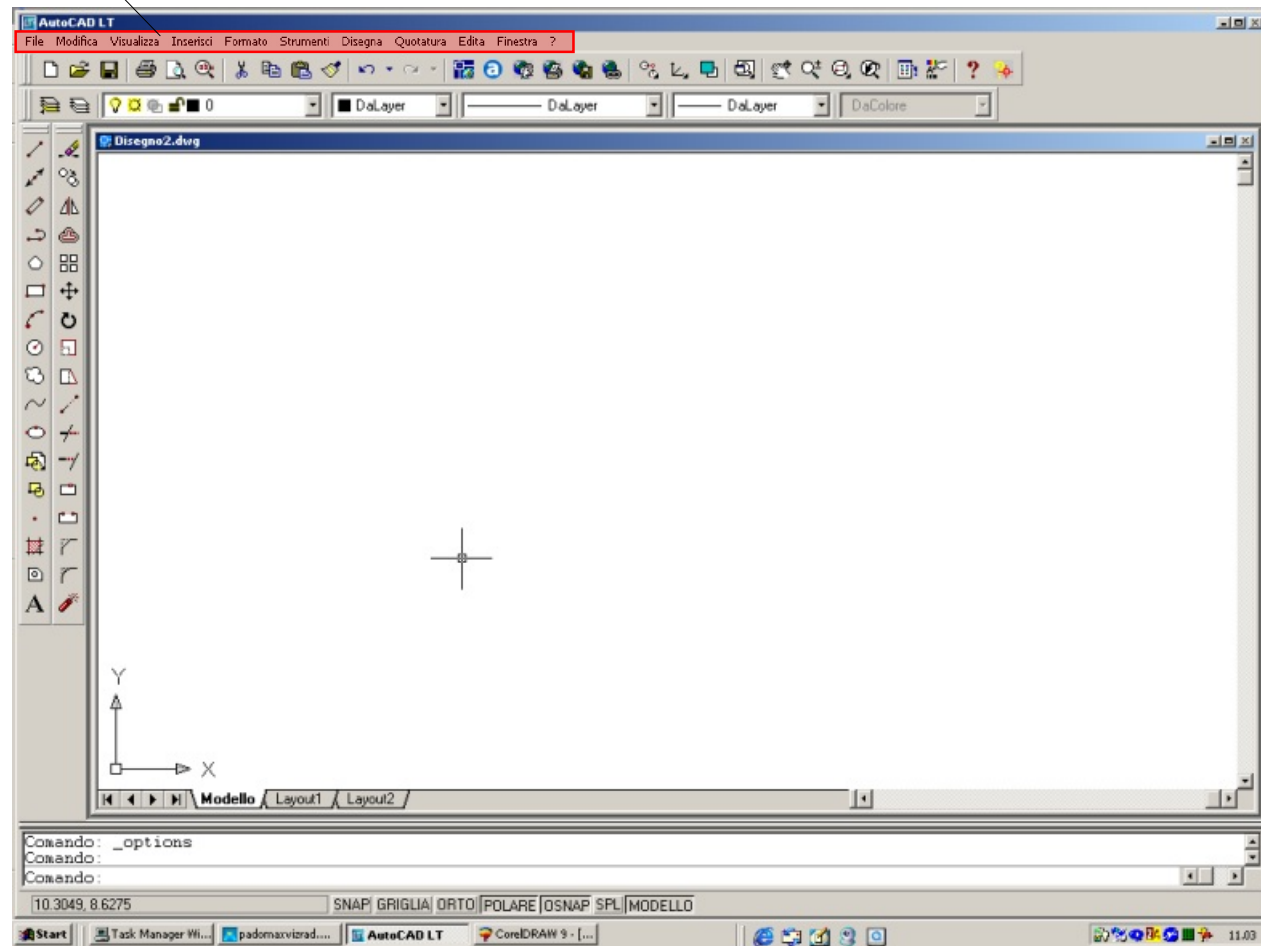 AutoCAD LT
File Modifica Visualizza Inserisci Formato Strumenti Disegna Quotatura Edita Finestra ?
0 DaLayer DaLayer DaLayer DaColore
Disegno2.dwg
A
Y
X
Modello Layout1 Layout2
Comando: _options
Comando:
Comando:
10.3049, 8.6275 SNAP GRIGLIA ORTO POLARE OSNAP SPL MODELLO
Start Task Manager Wi... padomaxvizrad.... AutoCAD LT CorelDRAW 9 - [... 11.03